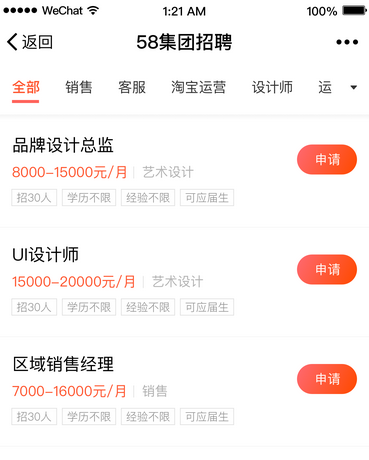 WeChat 1:21 AM 100%
返回 58集团招聘
全部 销售 客服 淘宝运营 设计师 运
品牌设计总监
8000-15000元/月 艺术设计
申请
招30人 学历不限 经验不限 可应届生
UI设计师
15000-20000元/月 艺术设计
申请
招30人 学历不限 经验不限 可应届生
区域销售经理
7000-16000元/月 销售
申请
招30人 学历不限 经验不限 可应届生